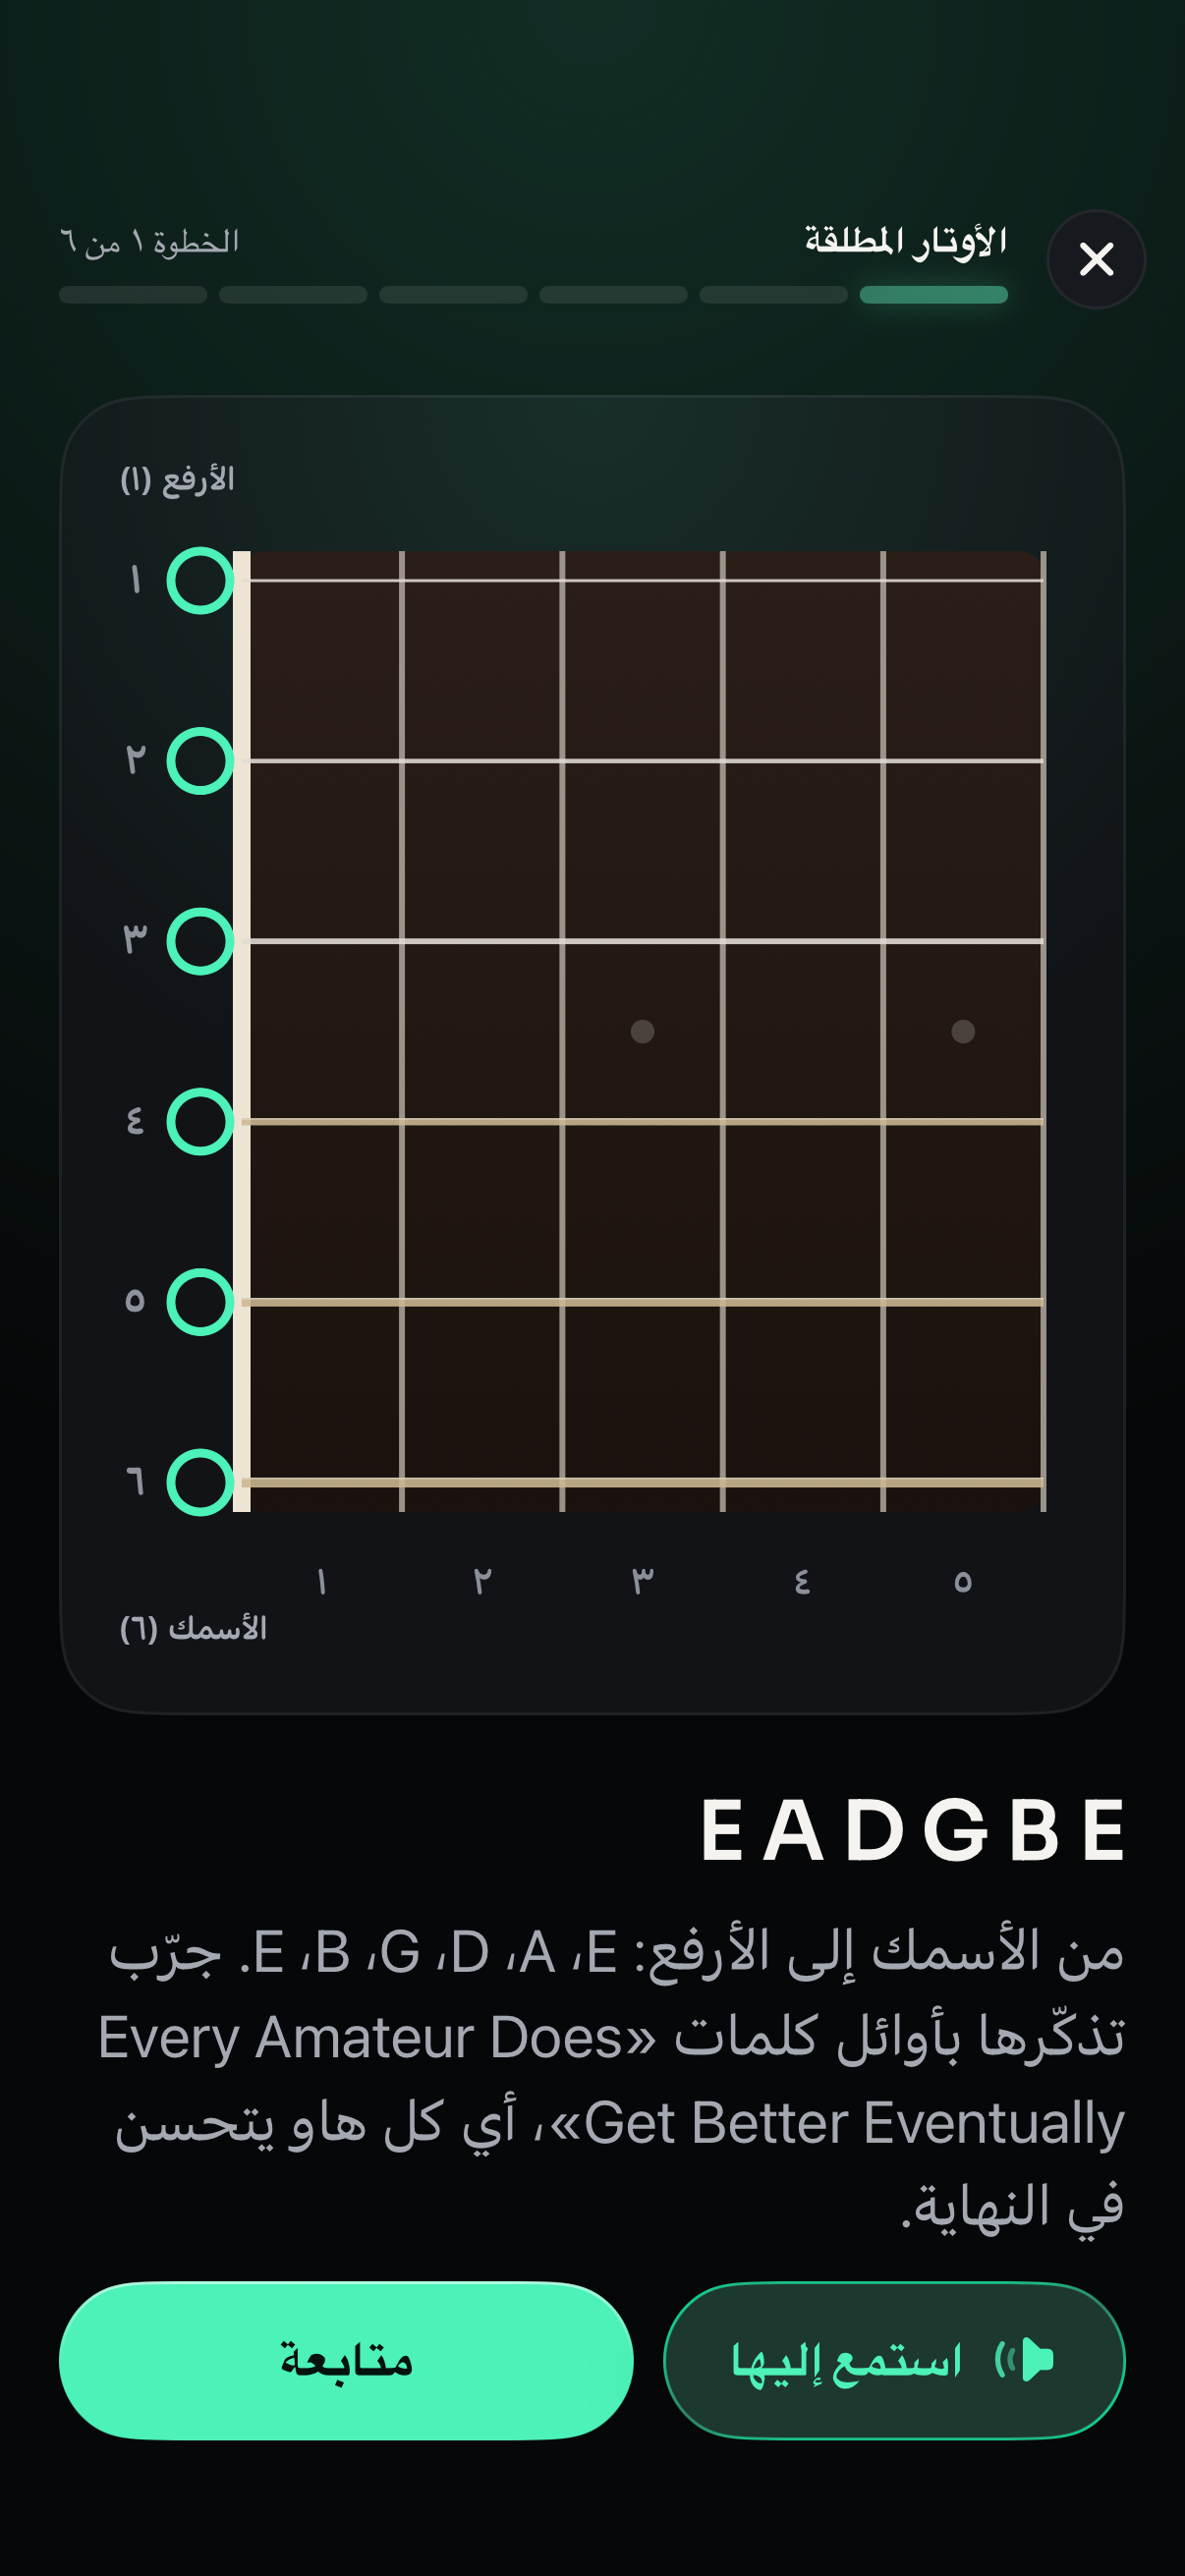 الأوتار المطلقة
الخطوة ١ من ٦
الأرفع (١)
١
٢
٣
٤
٥
٦
١ ٢ ٣ ٤ ٥
الأسمك (٦)
E A D G B E
من الأسمك إلى الأرفع: E، A، D، G، B، E. جرّب
تذكّرها بأوائل كلمات «Every Amateur Does
Get Better Eventually»، أي كل هاو يتحسن
في النهاية.
استمع إليها
متابعة